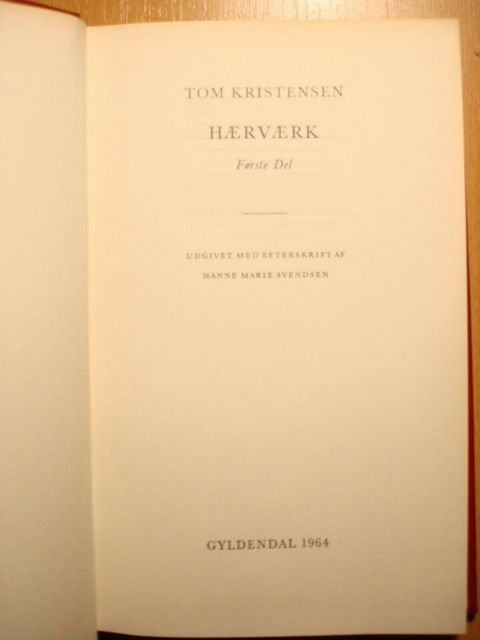 TOM KRISTENSEN
HÆRVÆRK
Første Del
UDGIVET MED EFTERSKRIFT AF
HANNE MARIE SVENDSEN
GYLDENDAL 1964